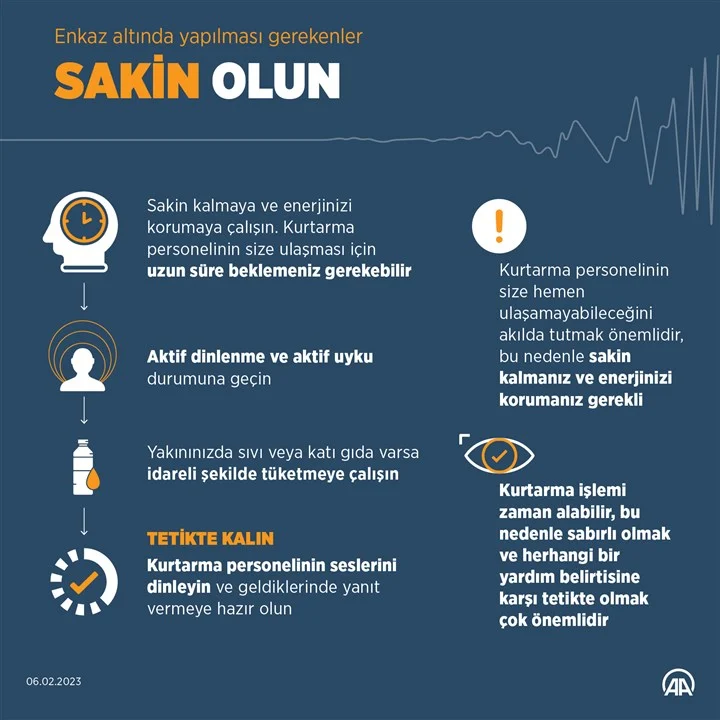 Enkaz altında yapılması gerekenler
SAKİN OLUN
Sakin kalmaya ve enerjinizi
korumaya çalışın. Kurtarma
personelinin size ulaşması için
uzun süre beklemeniz gerekebilir
Aktif dinlenme ve aktif uyku
durumuna geçin
Yakınınızda sıvı veya katı gıda varsa
idareli şekilde tüketmeye çalışın
TETİKTE KALIN
Kurtarma personelinin seslerini
dinleyin ve geldiklerinde yanıt
vermeye hazır olun
!
Kurtarma personelinin
size hemen
ulaşamayabileceğini
akılda tutmak önemlidir,
bu nedenle sakin
kalmanız ve enerjinizi
korumanız gerekli
Kurtarma işlemi
zaman alabilir, bu
nedenle sabırlı olmak
ve herhangi bir
yardım belirtisine
karşı tetikte olmak
çok önemlidir
06.02.2023
AA